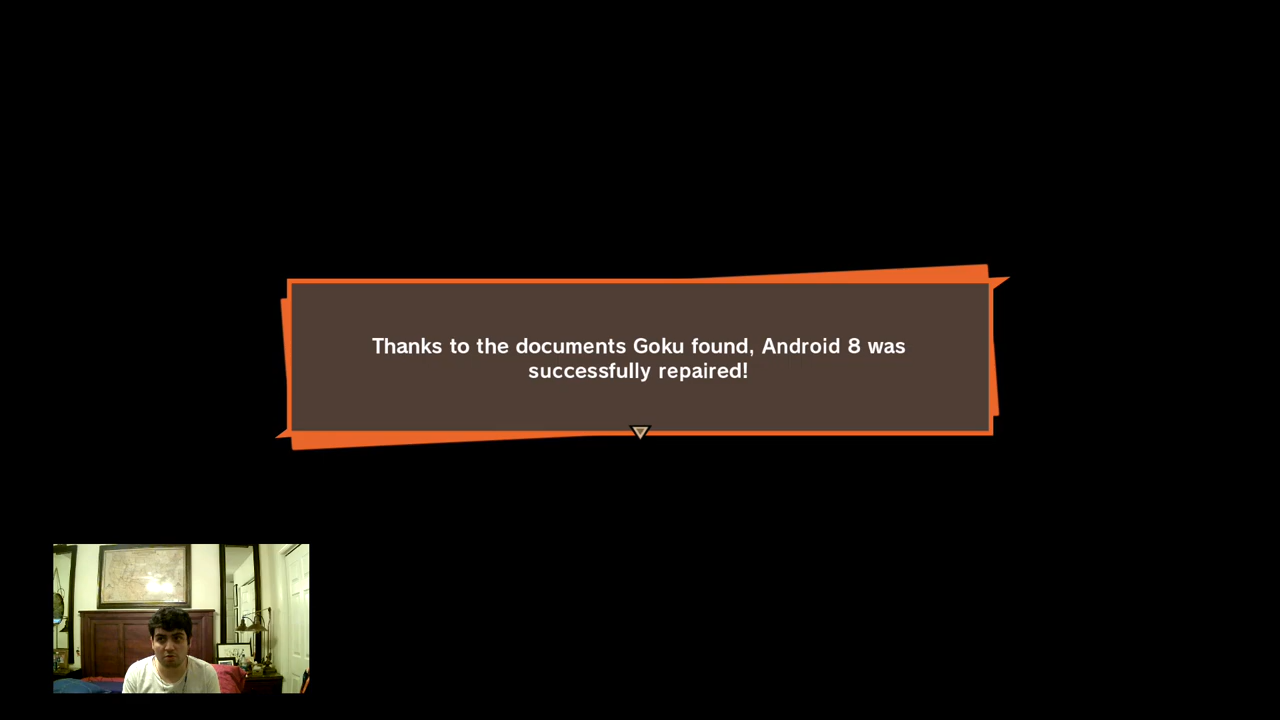 Thanks to the documents Goku found, Android 8 was
successfully repaired!